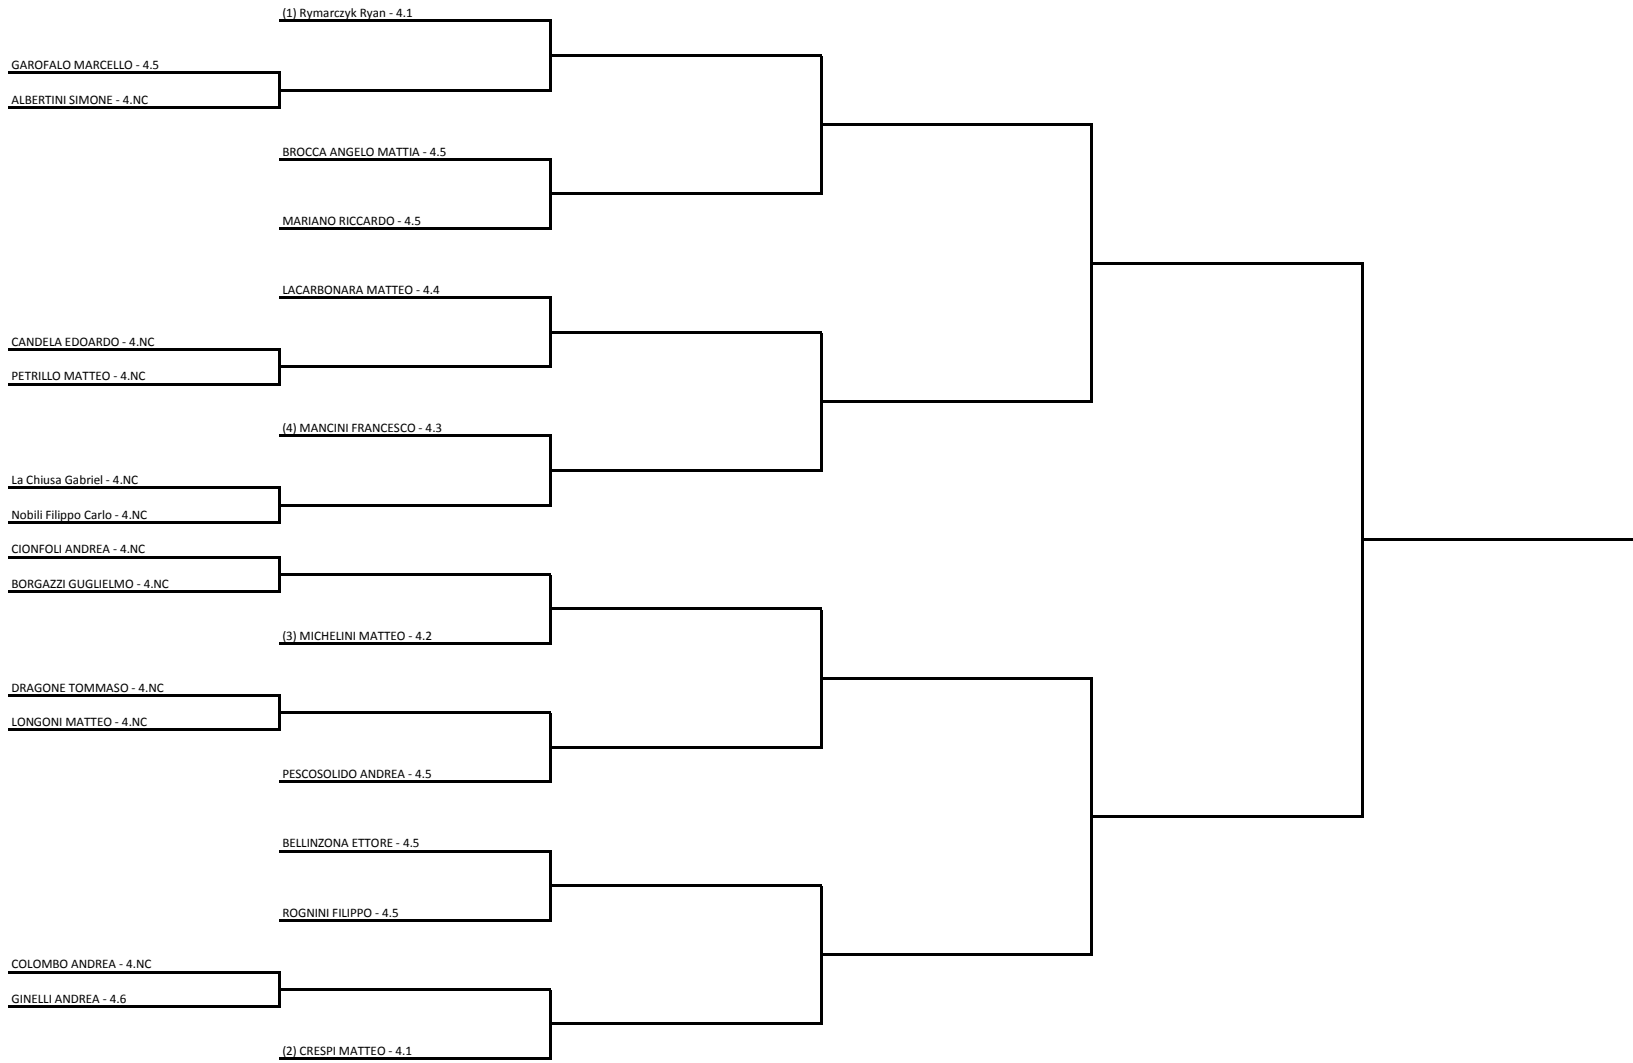 (1) Rymarczyk Ryan - 4.1
GAROFALO MARCELLO - 4.5
ALBERTINI SIMONE - 4.NC
BROCCA ANGELO MATTIA - 4.5
MARIANO RICCARDO - 4.5
LACARBONARA MATTEO - 4.4
CANDELA EDOARDO - 4.NC
PETRILLO MATTEO - 4.NC
(4) MANCINI FRANCESCO - 4.3
La Chiusa Gabriel - 4.NC
Nobili Filippo Carlo - 4.NC
CIONFOLI ANDREA - 4.NC
BORGAZZI GUGLIELMO - 4.NC
(3) MICHELINI MATTEO - 4.2
DRAGONE TOMMASO - 4.NC
LONGONI MATTEO - 4.NC
PESCOSOLIDO ANDREA - 4.5
BELLINZONA ETTORE - 4.5
ROGNINI FILIPPO - 4.5
COLOMBO ANDREA - 4.NC
GINELLI ANDREA - 4.6
(2) CRESPI MATTEO - 4.1